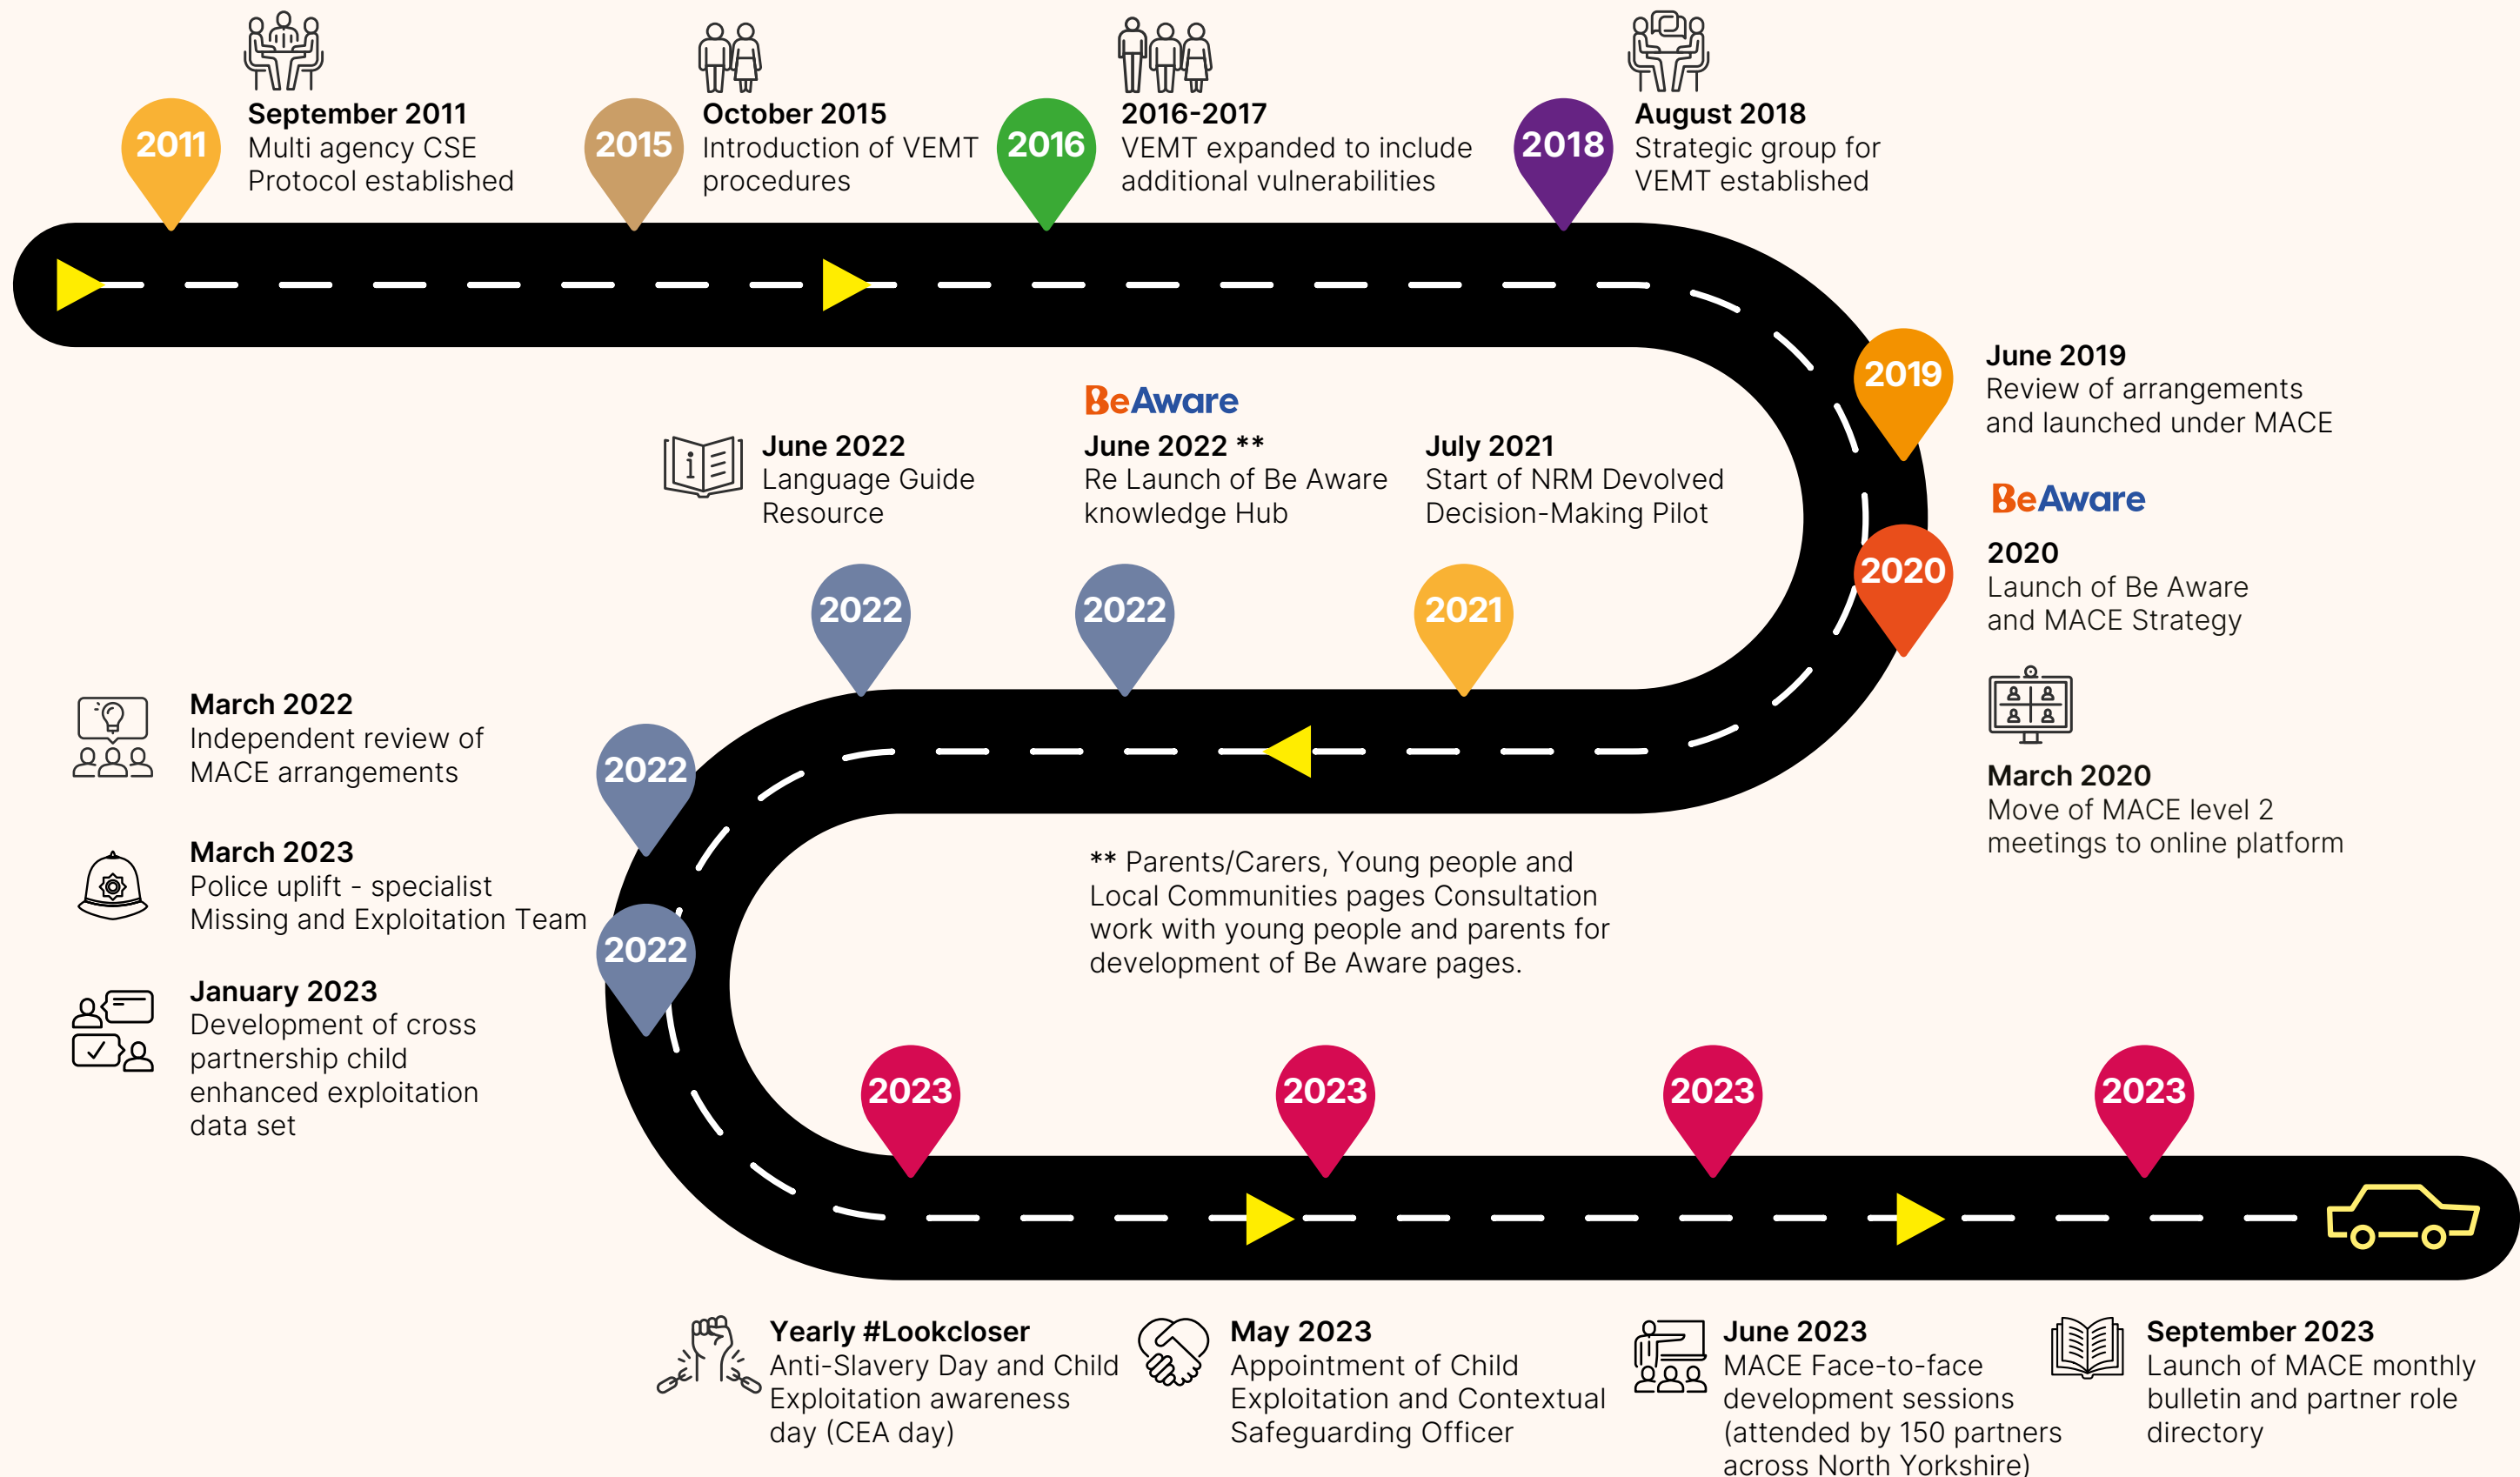 2011
September 2011
Multi agency CSE
Protocol established
2015
October 2015
Introduction of VEMT
procedures
2016
2016-2017
VEMT expanded to include
additional vulnerabilities
2018
August 2018
Strategic group for
VEMT established
2019
June 2019
Review of arrangements
and launched under MACE
BeAware
2020
2020
Launch of Be Aware
and MACE Strategy
March 2020
Move of MACE level 2
meetings to online platform
July 2021
Start of NRM Devolved
Decision-Making Pilot
2021
BeAware
June 2022 **
Re Launch of Be Aware
knowledge Hub
2022
June 2022
Language Guide
Resource
2022
** Parents/Carers, Young people and
Local Communities pages Consultation
work with young people and parents for
development of Be Aware pages.
March 2022
Independent review of
MACE arrangements
2022
March 2023
Police uplift - specialist
Missing and Exploitation Team
2022
January 2023
Development of cross
partnership child
enhanced exploitation
data set
2023
Yearly #Lookcloser
Anti-Slavery Day and Child
Exploitation awareness
day (CEA day)
2023
May 2023
Appointment of Child
Exploitation and Contextual
Safeguarding Officer
2023
June 2023
MACE Face-to-face
development sessions
(attended by 150 partners
across North Yorkshire)
2023
September 2023
Launch of MACE monthly
bulletin and partner role
directory